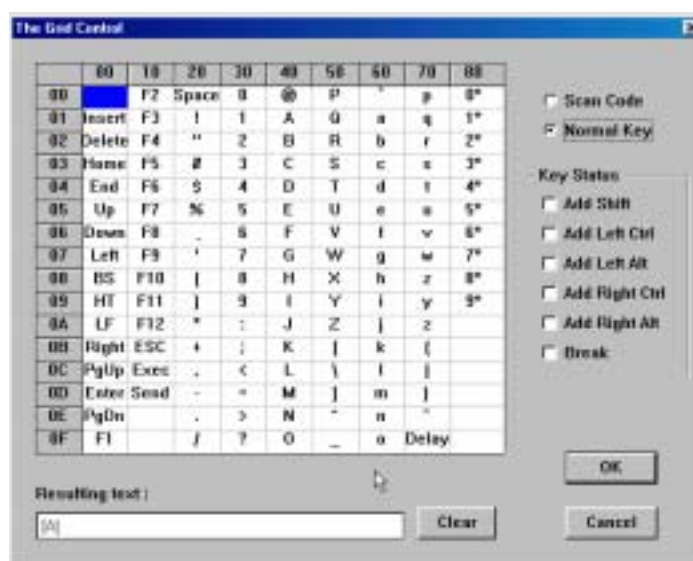 The Grid Control
00 10 20 30 40 50 60 70 80
00 F2 Space 0 @ P ` p 0*
01 Insert F3 ! 1 A Q a q 1*
02 Delete F4 " 2 B R b r 2*
03 Home F5 # 3 C S c s 3*
04 End F6 $ 4 D T d t 4*
05 Up F7 % 5 E U e u 5*
06 Down F8 6 F V f v 6*
07 Left F9 ' 7 G W g w 7*
08 BS F10 ( 8 H X h 8*
09 HT F11 ) 9 I Y i y 9*
0A LF F12 * : J Z j z
0B Right ESC + ; K [ k {
0C PgUp Exec , < L \ l |
0D Enter Send - = M ] m }
0E PgDn . > N ^ n ~
0F F1 / ? O _ o Delay
Scan Code
Normal Key
Key Status
Add Shift
Add Left Ctrl
Add Left Alt
Add Right Ctrl
Add Right Alt
Break
OK
Resulting text :
[A]
Clear
Cancel